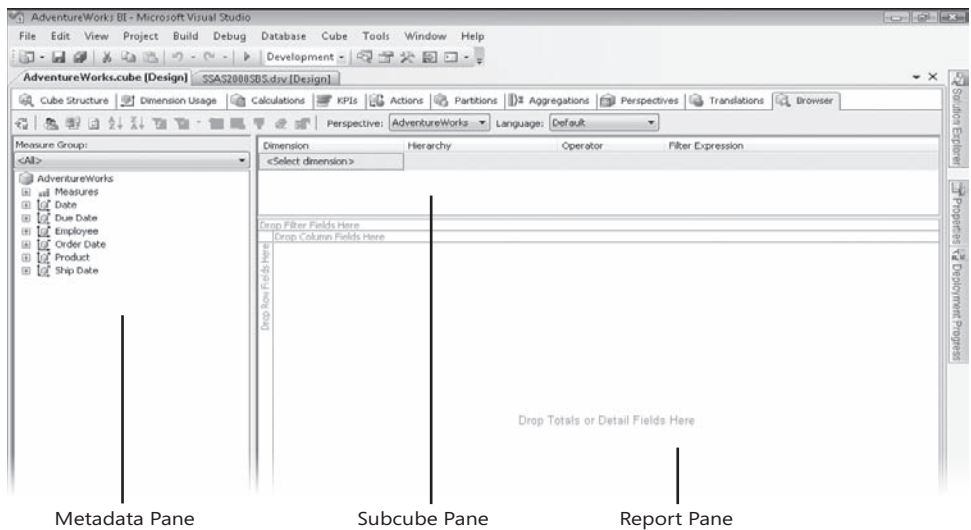 AdventureWorks BI - Microsoft Visual Studio
File Edit View Project Build Debug Database Cube Tools Window Help
Development
AdventureWorks.cube [Design] SSAS2008SBS.dsv [Design]
Cube Structure Dimension Usage Calculations KPIs Actions Partitions Aggregations Perspectives Translations Browser
Perspective: AdventureWorks Language: Default
Measure Group:
<All>
AdventureWorks
Measures
Date
Due Date
Employee
Order Date
Product
Ship Date
Dimension Hierarchy Operator Filter Expression
<Select dimension>
Drop Filter Fields Here
Drop Column Fields Here
Drop Row Fields Here
Drop Totals or Detail Fields Here
Solution Explorer
Properties
Deployment Progress
Metadata Pane Subcube Pane Report Pane